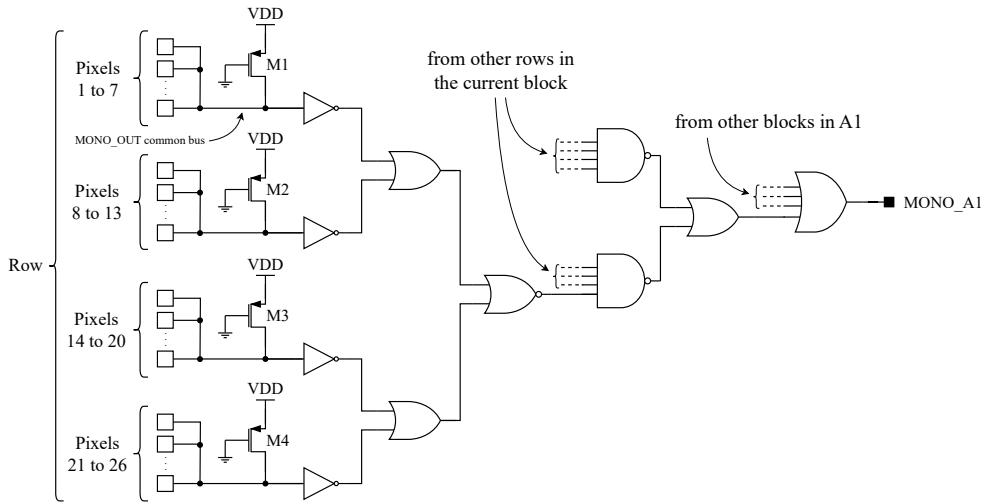 Row
Pixels
1 to 7
VDD
M1
MONO_OUT common bus
Pixels
8 to 13
VDD
M2
Pixels
14 to 20
VDD
M3
Pixels
21 to 26
VDD
M4
from other rows in
the current block
from other blocks in A1
MONO_A1